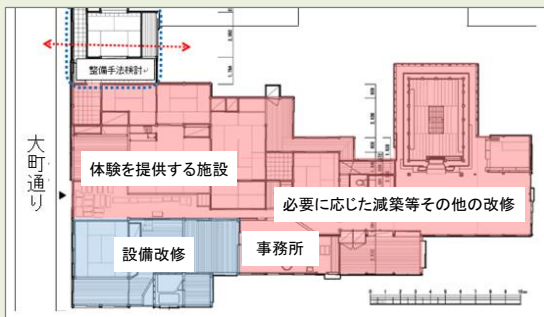 整備手法検討
大町通り
体験を提供する施設
必要に応じた減築等その他の改修
設備改修
事務所